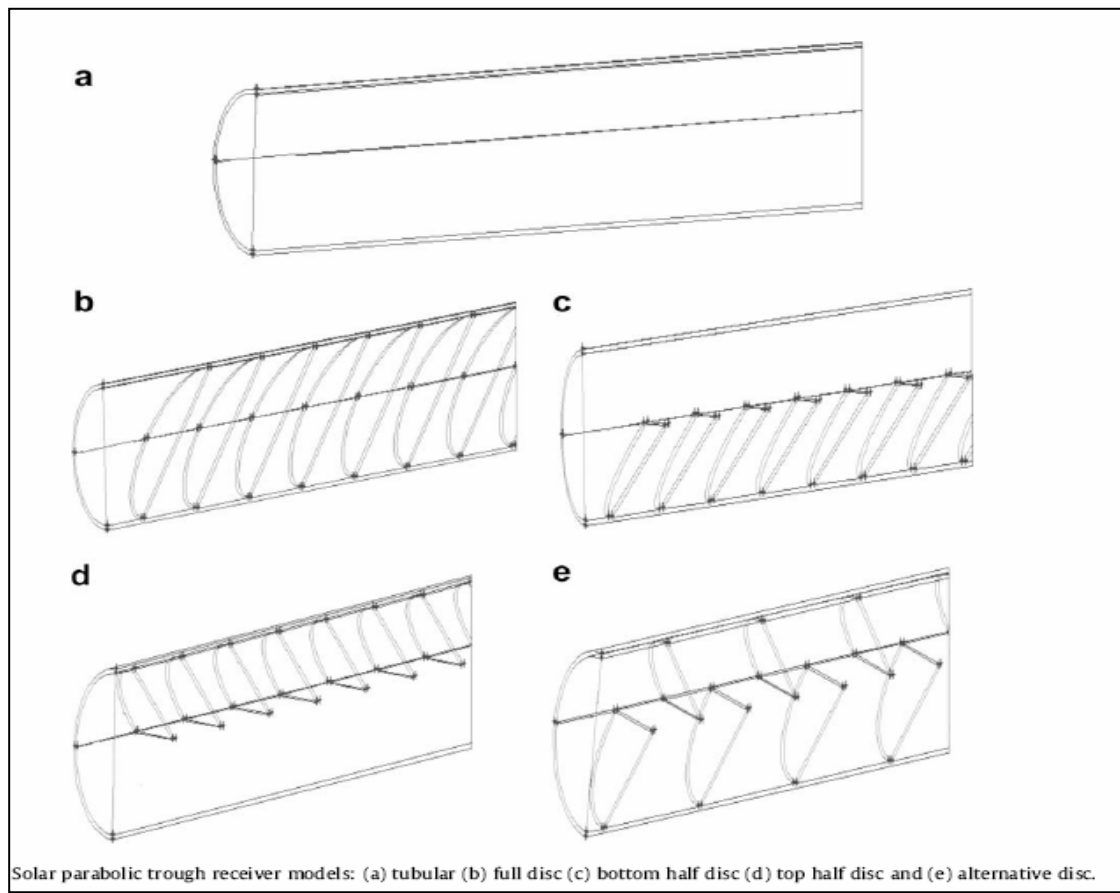 a
b
c
d
e
Solar parabolic trough receiver models: (a) tubular (b) full disc (c) bottom half disc (d) top half disc and (e) alternative disc.